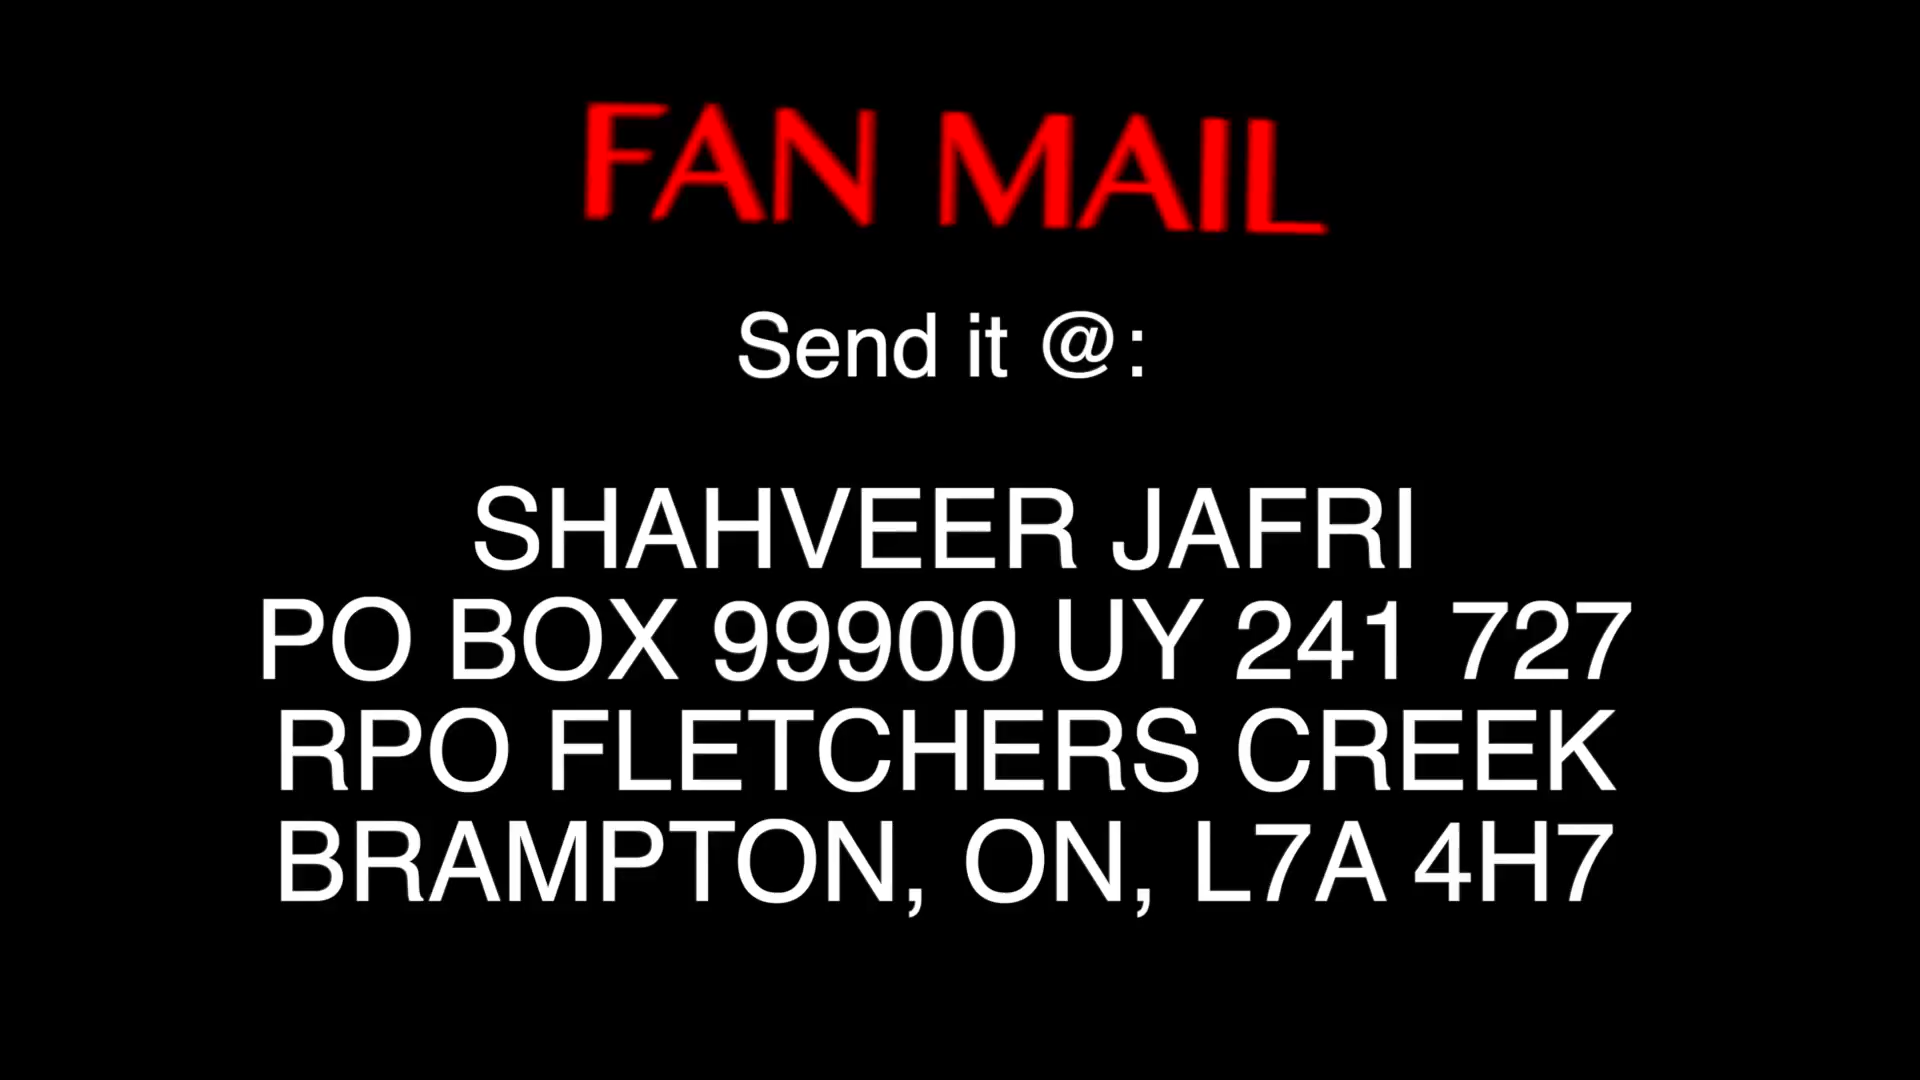 FAN MAIL
Send it @:
SHAHVEER JAFRI
PO BOX 99900 UY 241 727
RPO FLETCHERS CREEK
BRAMPTON, ON, L7A 4H7